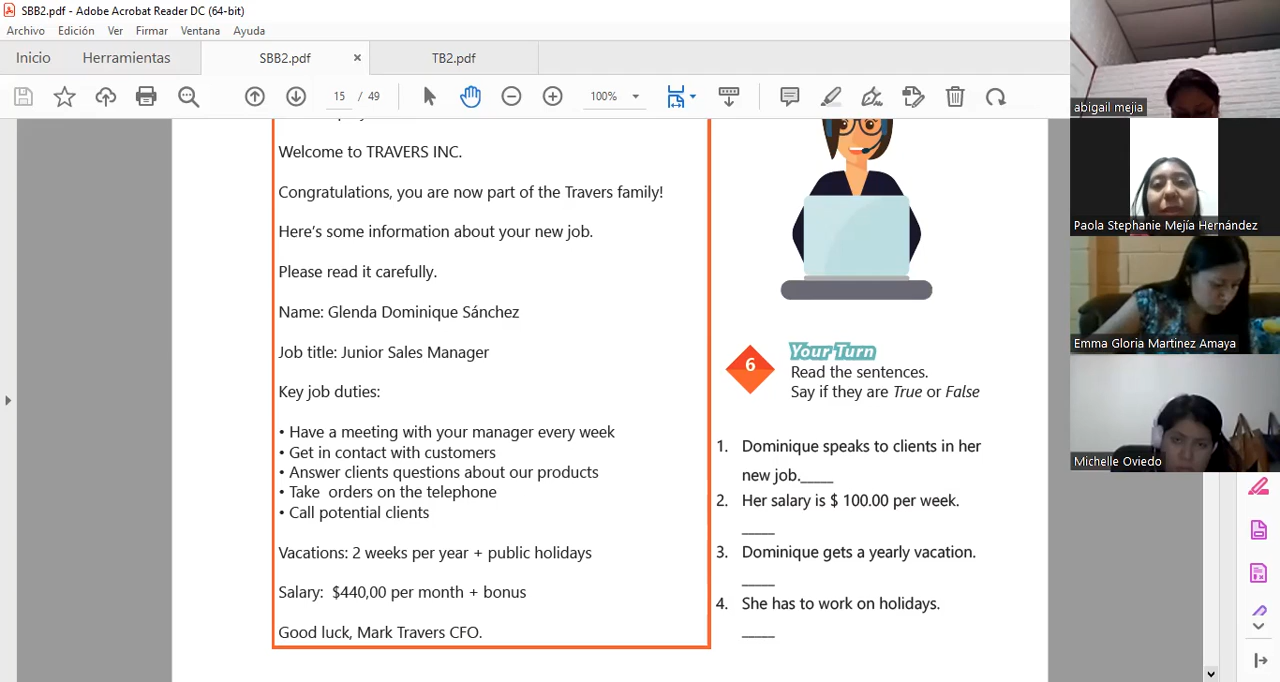 SBB2.pdf - Adobe Acrobat Reader DC (64-bit)
Archivo Edición Ver Firmar Ventana Ayuda
Inicio Herramientas SBB2.pdf × TB2.pdf
15 / 49 100%
Welcome to TRAVERS INC.
Congratulations, you are now part of the Travers family!
Here's some information about your new job.
Please read it carefully.
Name: Glenda Dominique Sánchez
Job title: Junior Sales Manager
Key job duties:
• Have a meeting with your manager every week
• Get in contact with customers
• Answer clients questions about our products
• Take orders on the telephone
• Call potential clients
Vacations: 2 weeks per year + public holidays
Salary: $440,00 per month + bonus
Good luck, Mark Travers CFO.
6
Your Turn
Read the sentences.
Say if they are True or False
1. Dominique speaks to clients in her
new job._____
2. Her salary is $ 100.00 per week.
_____
3. Dominique gets a yearly vacation.
_____
4. She has to work on holidays.
_____
abigail mejia
Paola Stephanie Mejía Hernández
Emma Gloria Martinez Amaya
Michelle Oviedo